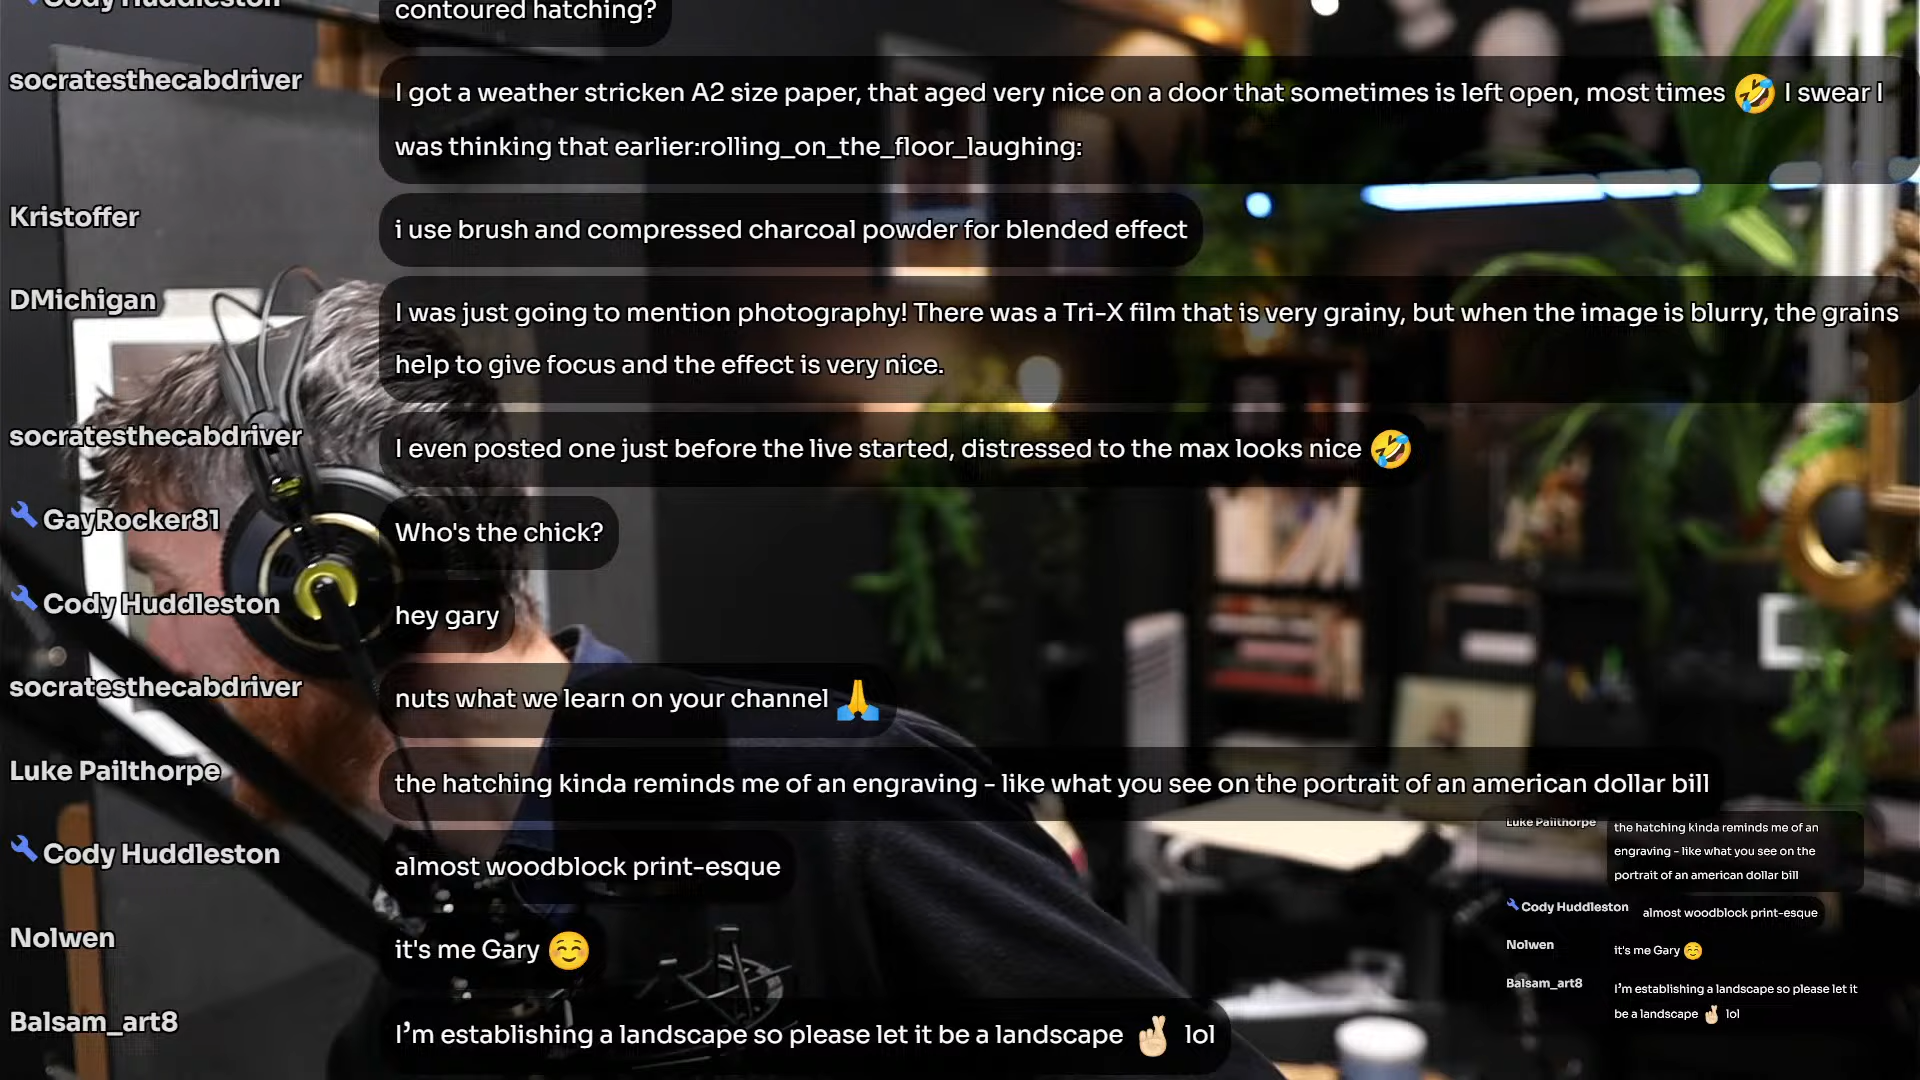 Cody Huddleston
contoured hatching?
socratesthecabdriver
I got a weather stricken A2 size paper, that aged very nice on a door that sometimes is left open, most times 🤣 I swear I
was thinking that earlier:rolling_on_the_floor_laughing:
Kristoffer
i use brush and compressed charcoal powder for blended effect
DMichigan
I was just going to mention photography! There was a Tri-X film that is very grainy, but when the image is blurry, the grains
help to give focus and the effect is very nice.
socratesthecabdriver
I even posted one just before the live started, distressed to the max looks nice 🤣
GayRocker81
Who's the chick?
Cody Huddleston
hey gary
socratesthecabdriver
nuts what we learn on your channel 🙏
Luke Pailthorpe
the hatching kinda reminds me of an engraving - like what you see on the portrait of an american dollar bill
Cody Huddleston
almost woodblock print-esque
Nolwen
it's me Gary ☺️
Balsam_art8
I'm establishing a landscape so please let it be a landscape 🤞🏻 lol
Luke Pailthorpe
the hatching kinda reminds me of an
engraving - like what you see on the
portrait of an american dollar bill
Cody Huddleston
almost woodblock print-esque
Nolwen
it's me Gary ☺️
Balsam_art8
I'm establishing a landscape so please let it
be a landscape 🤞🏻 lol